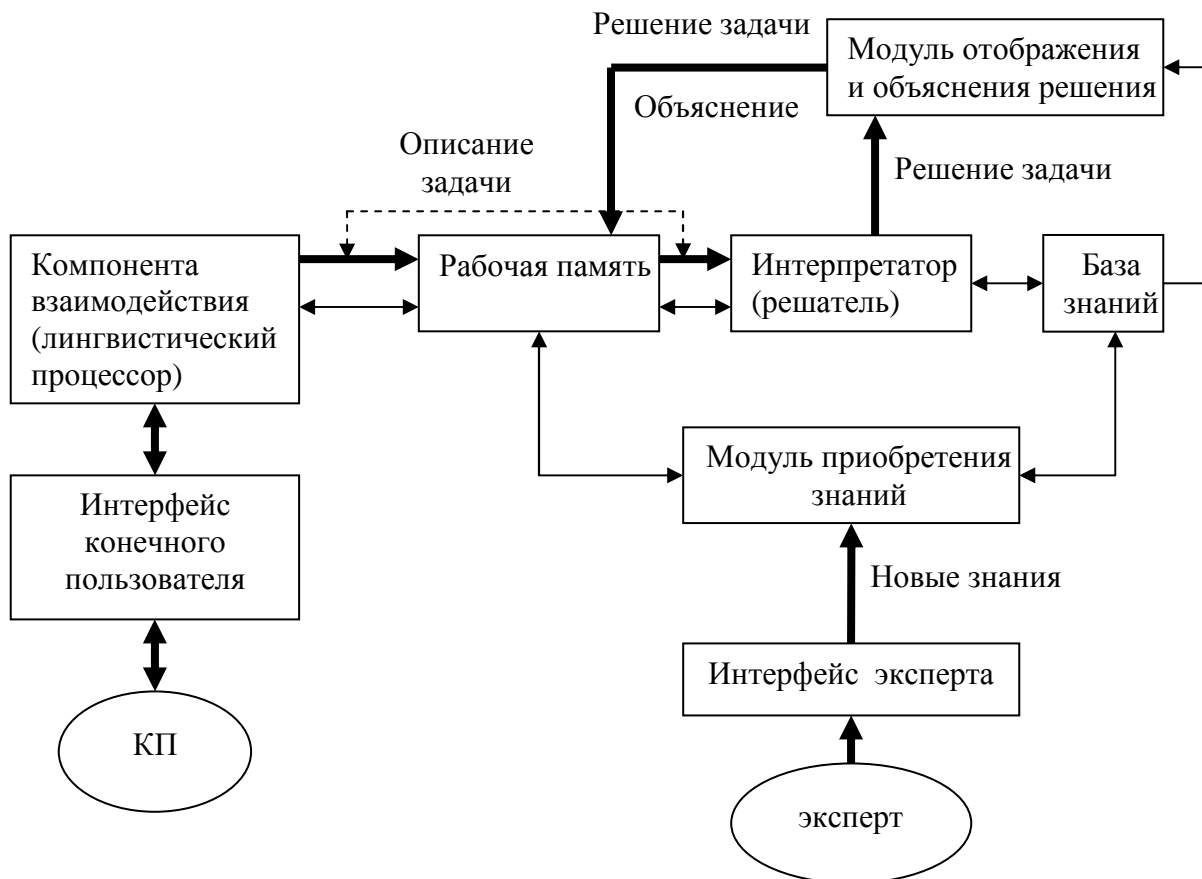 Решение задачи
Модуль отображения
и объяснения решения
Объяснение
Описание
задачи
Решение задачи
Компонента
взаимодействия
(лингвистический
процессор)
Рабочая память
Интерпретатор
(решатель)
База
знаний
Модуль приобретения
знаний
Интерфейс
конечного
пользователя
Новые знания
Интерфейс эксперта
КП
эксперт